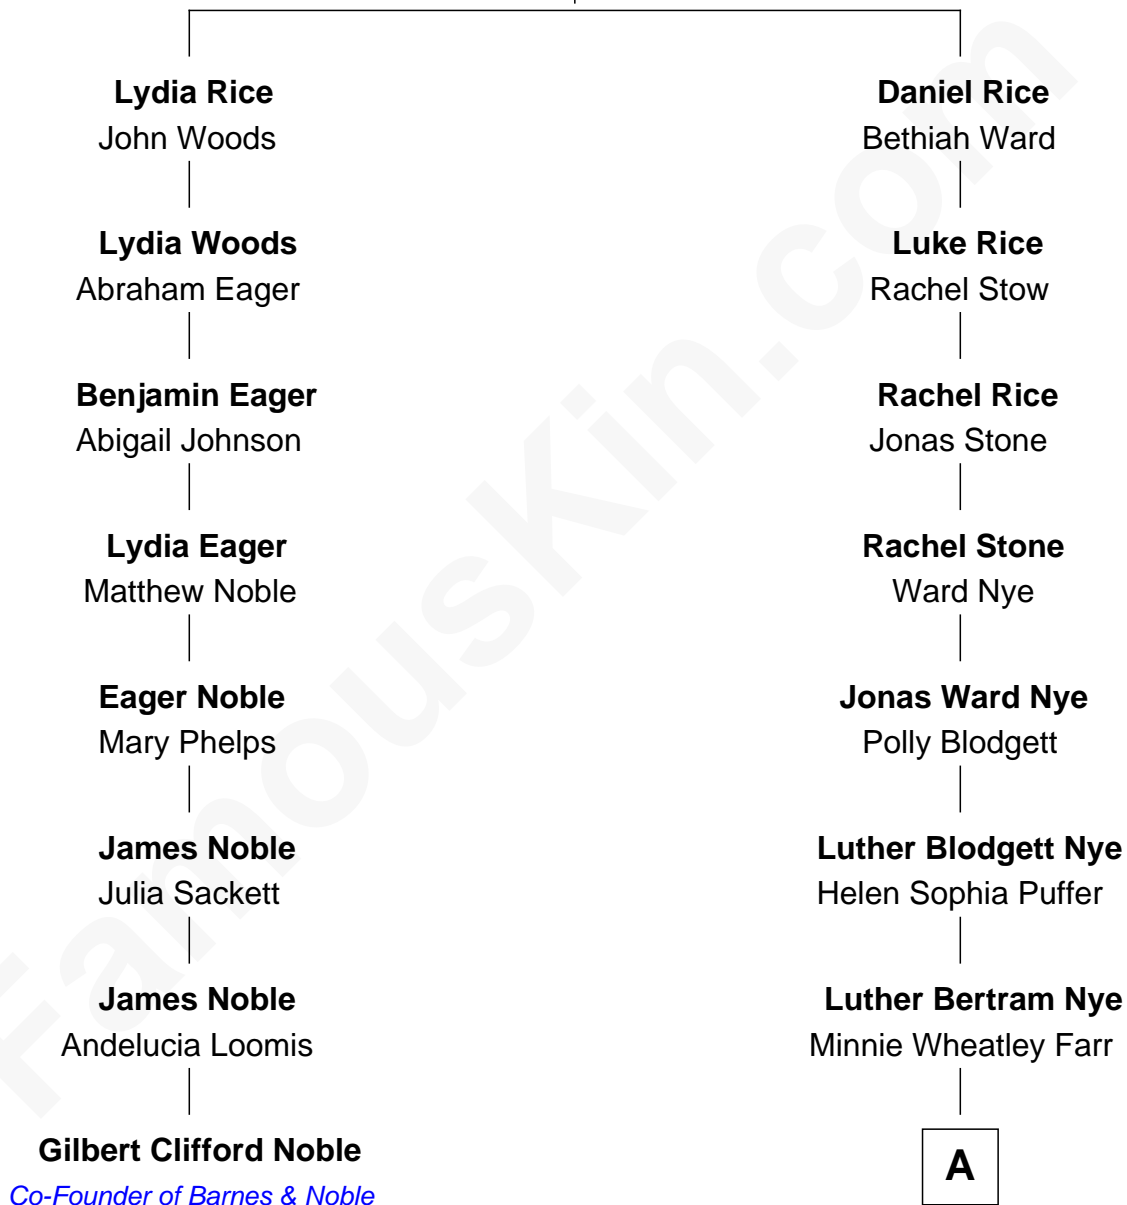 Lydia Rice
John Woods
Lydia Woods
Abraham Eager
Benjamin Eager
Abigail Johnson
Lydia Eager
Matthew Noble
Eager Noble
Mary Phelps
James Noble
Julia Sackett
James Noble
Andelucia Loomis
Gilbert Clifford Noble
Co-Founder of Barnes & Noble
Daniel Rice
Bethiah Ward
Luke Rice
Rachel Stow
Rachel Rice
Jonas Stone
Rachel Stone
Ward Nye
Jonas Ward Nye
Polly Blodgett
Luther Blodgett Nye
Helen Sophia Puffer
Luther Bertram Nye
Minnie Wheatley Farr
A
FamousKin.com